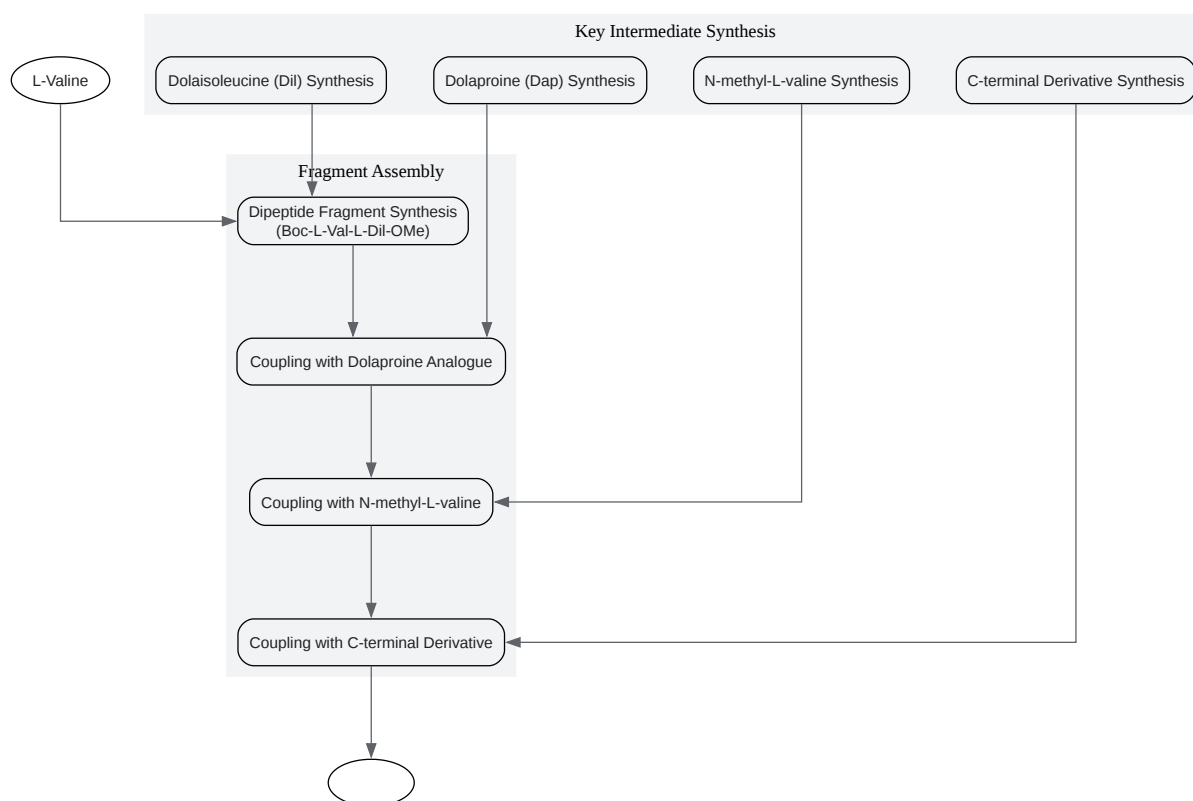 Key Intermediate Synthesis
L-Valine
Dolaisoleucine (Dil) Synthesis
Dolaproine (Dap) Synthesis
N-methyl-L-valine Synthesis
C-terminal Derivative Synthesis
Fragment Assembly
Dipeptide Fragment Synthesis
(Boc-L-Val-L-Dil-OMe)
Coupling with Dolaproine Analogue
Coupling with N-methyl-L-valine
Coupling with C-terminal Derivative